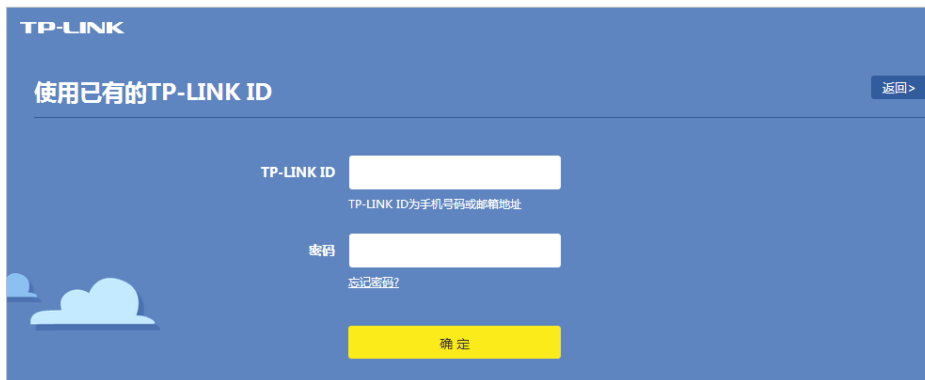 TP-LINK
使用已有的TP-LINK ID
返回>
TP-LINK ID
TP-LINK ID为手机号码或邮箱地址
密码
忘记密码?
确 定